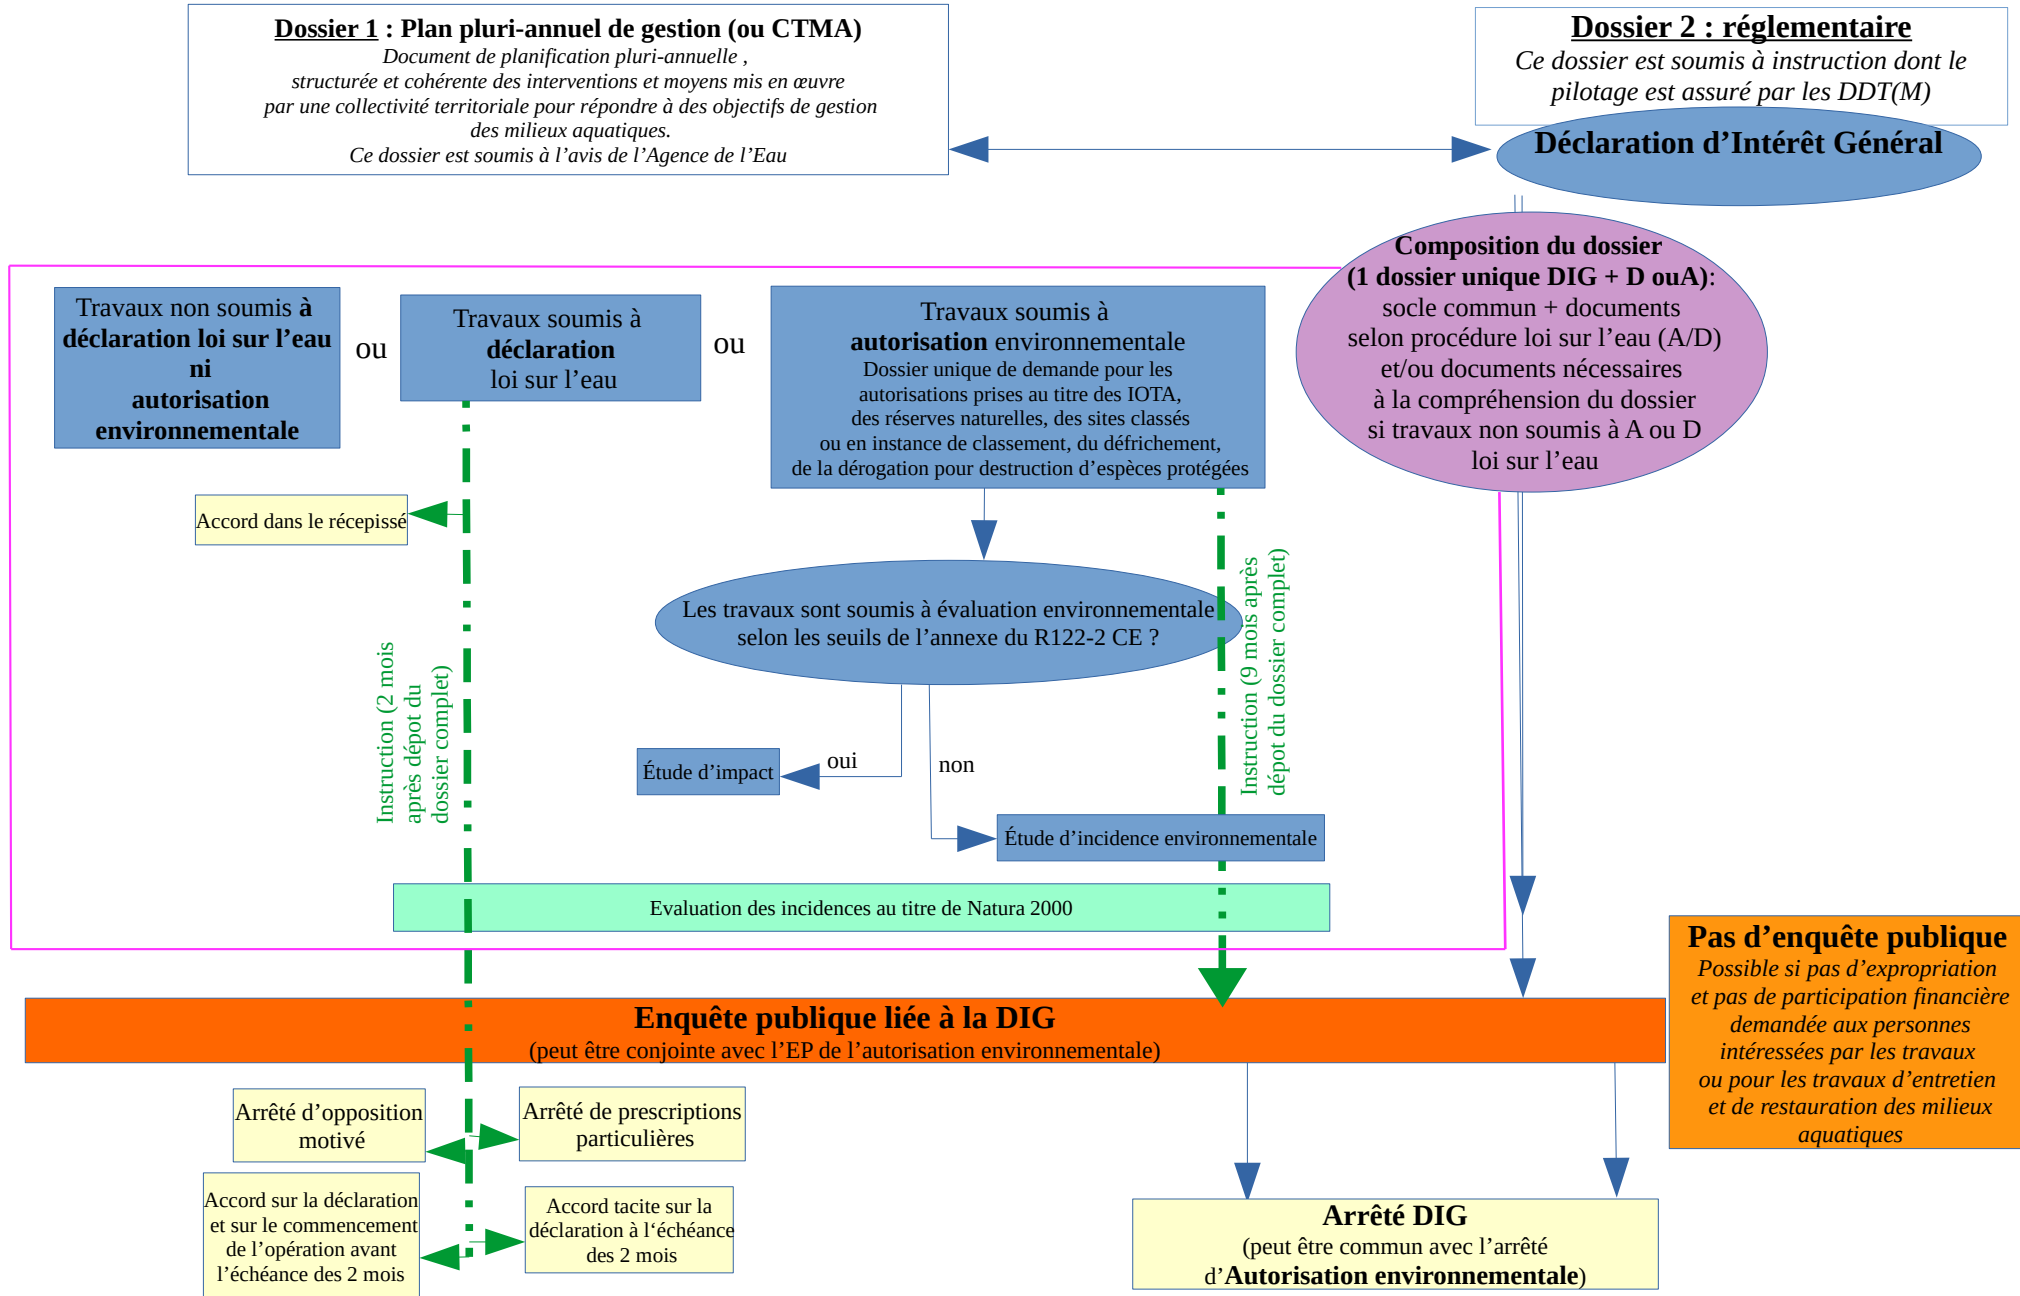 Dossier 1 : Plan pluri-annuel de gestion (ou CTMA)
Document de planification pluri-annuelle ,
structurée et cohérente des interventions et moyens mis en œuvre
par une collectivité territoriale pour répondre à des objectifs de gestion
des milieux aquatiques.
Ce dossier est soumis à l’avis de l’Agence de l’Eau
Dossier 2 : réglementaire
Ce dossier est soumis à instruction dont le
pilotage est assuré par les DDT(M)
Déclaration d’Intérêt Général
Composition du dossier
(1 dossier unique DIG + D ouA):
socle commun + documents
selon procédure loi sur l’eau (A/D)
et/ou documents nécessaires
à la compréhension du dossier
si travaux non soumis à A ou D
loi sur l’eau
Travaux non soumis à
déclaration loi sur l’eau
ni
autorisation
environnementale
ou
Travaux soumis à
déclaration
loi sur l’eau
ou
Travaux soumis à
autorisation environnementale
Dossier unique de demande pour les
autorisations prises au titre des IOTA,
des réserves naturelles, des sites classés
ou en instance de classement, du défrichement,
de la dérogation pour destruction d’espèces protégées
Accord dans le récepissé
Les travaux sont soumis à évaluation environnementale
selon les seuils de l’annexe du R122-2 CE ?
Instruction (2 mois
après dépot du
dossier complet)
Instruction (9 mois après
dépot du dossier complet)
oui
non
Étude d’impact
Étude d’incidence environnementale
Evaluation des incidences au titre de Natura 2000
Enquête publique liée à la DIG
(peut être conjointe avec l’EP de l’autorisation environnementale)
Pas d’enquête publique
Possible si pas d’expropriation
et pas de participation financière
demandée aux personnes
intéressées par les travaux
ou pour les travaux d’entretien
et de restauration des milieux
aquatiques
Arrêté d’opposition
motivé
Arrêté de prescriptions
particulières
Accord sur la déclaration
et sur le commencement
de l’opération avant
l’échéance des 2 mois
Accord tacite sur la
déclaration à l‘échéance
des 2 mois
Arrêté DIG
(peut être commun avec l’arrêté
d’Autorisation environnementale)